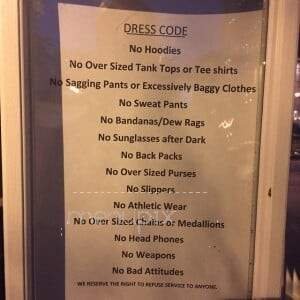 DRESS CODE
No Hoodies
No Over Sized Tank Tops or Tee shirts
No Sagging Pants or Excessively Baggy Clothes
No Sweat Pants
No Bandanas/Dew Rags
No Sunglasses after Dark
No Back Packs
No Over Sized Purses
No Slippers
No Athletic Wear
No Over Sized Chains or Medallions
No Head Phones
No Weapons
No Bad Attitudes
WE RESERVE THE RIGHT TO REFUSE SERVICE TO ANYONE.